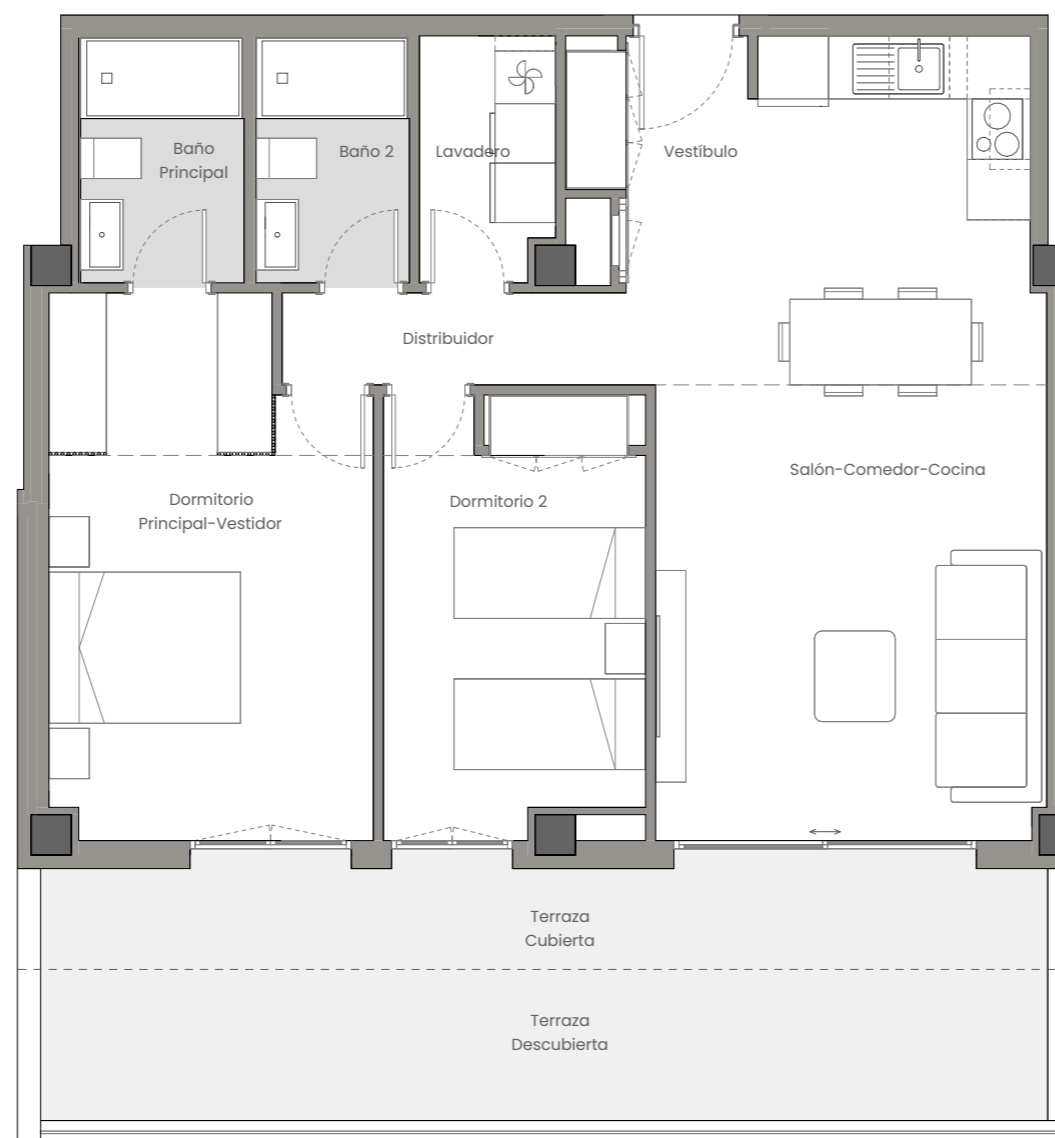 Baño
Principal
Baño 2
Lavadero
Vestíbulo
Distribuidor
Salón-Comedor-Cocina
Dormitorio
Principal-Vestidor
Dormitorio 2
Terraza
Cubierta
Terraza
Descubierta